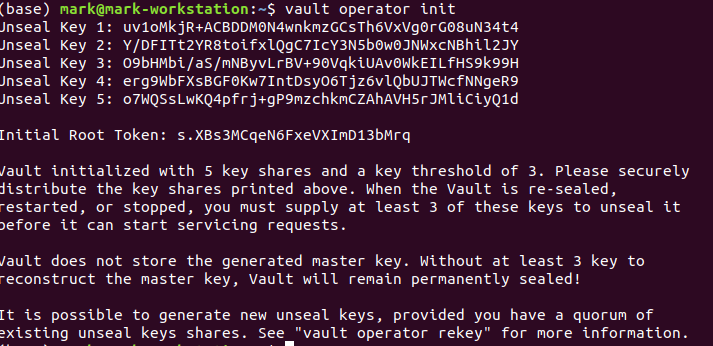 (base) mark@mark-workstation:~$ vault operator init
Unseal Key 1: uv1oMkjR+ACBDDM0N4wnkmzGCsTh6VxVg0rG08uN34t4
Unseal Key 2: Y/DFITt2YR8toifxlQgC7IcY3N5b0w0JNWxcNBhil2JY
Unseal Key 3: O9bHMbi/aS/mNByvLrBV+90VqkiUAv0WkEILfHS9k99H
Unseal Key 4: erg9WbFXsBGF0Kw7IntDsyO6Tjz6vlQbUJTWcfNNgeR9
Unseal Key 5: o7WQSsLwKQ4pfrj+gP9mzchkmCZAhAVH5rJMliCiyQ1d
Initial Root Token: s.XBs3MCqeN6FxeVXImD13bMrq
Vault initialized with 5 key shares and a key threshold of 3. Please securely
distribute the key shares printed above. When the Vault is re-sealed,
restarted, or stopped, you must supply at least 3 of these keys to unseal it
before it can start servicing requests.
Vault does not store the generated master key. Without at least 3 key to
reconstruct the master key, Vault will remain permanently sealed!
It is possible to generate new unseal keys, provided you have a quorum of
existing unseal keys shares. See "vault operator rekey" for more information.